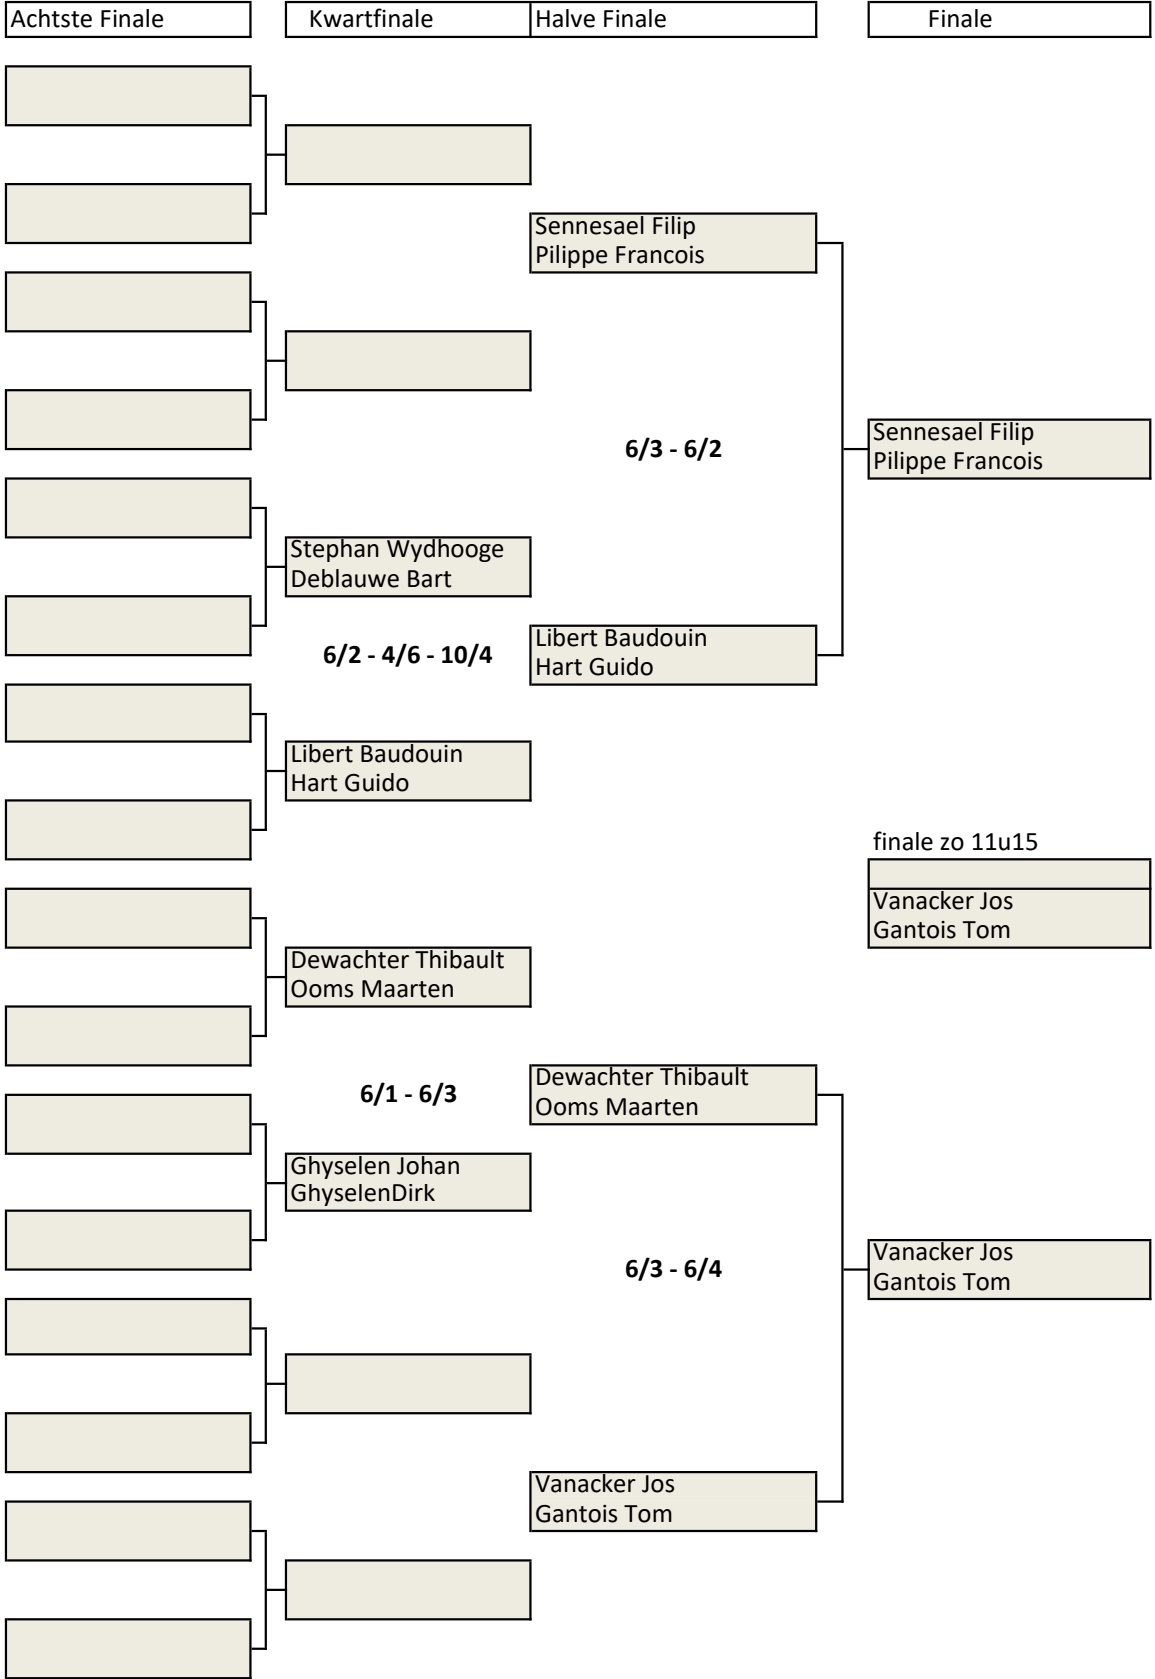 Achtste Finale
Kwartfinale
Halve Finale
Finale
Sennesael Filip
Pilippe Francois
6/3 - 6/2
Sennesael Filip
Pilippe Francois
Stephan Wydhooge
Deblauwe Bart
6/2 - 4/6 - 10/4
Libert Baudouin
Hart Guido
Libert Baudouin
Hart Guido
finale zo 11u15
Vanacker Jos
Gantois Tom
Dewachter Thibault
Ooms Maarten
6/1 - 6/3
Dewachter Thibault
Ooms Maarten
Ghyselen Johan
GhyselenDirk
6/3 - 6/4
Vanacker Jos
Gantois Tom
Vanacker Jos
Gantois Tom